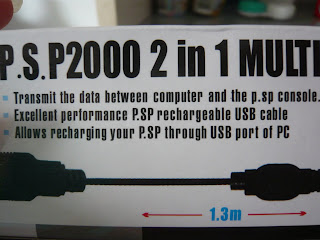 P.S.P2000 2 in 1 MULTI
Transmit the data between computer and the p.sp console.
Excellent performance P.SP rechargeable USB cable
Allows recharging your P.SP through USB port of PC
1.3m